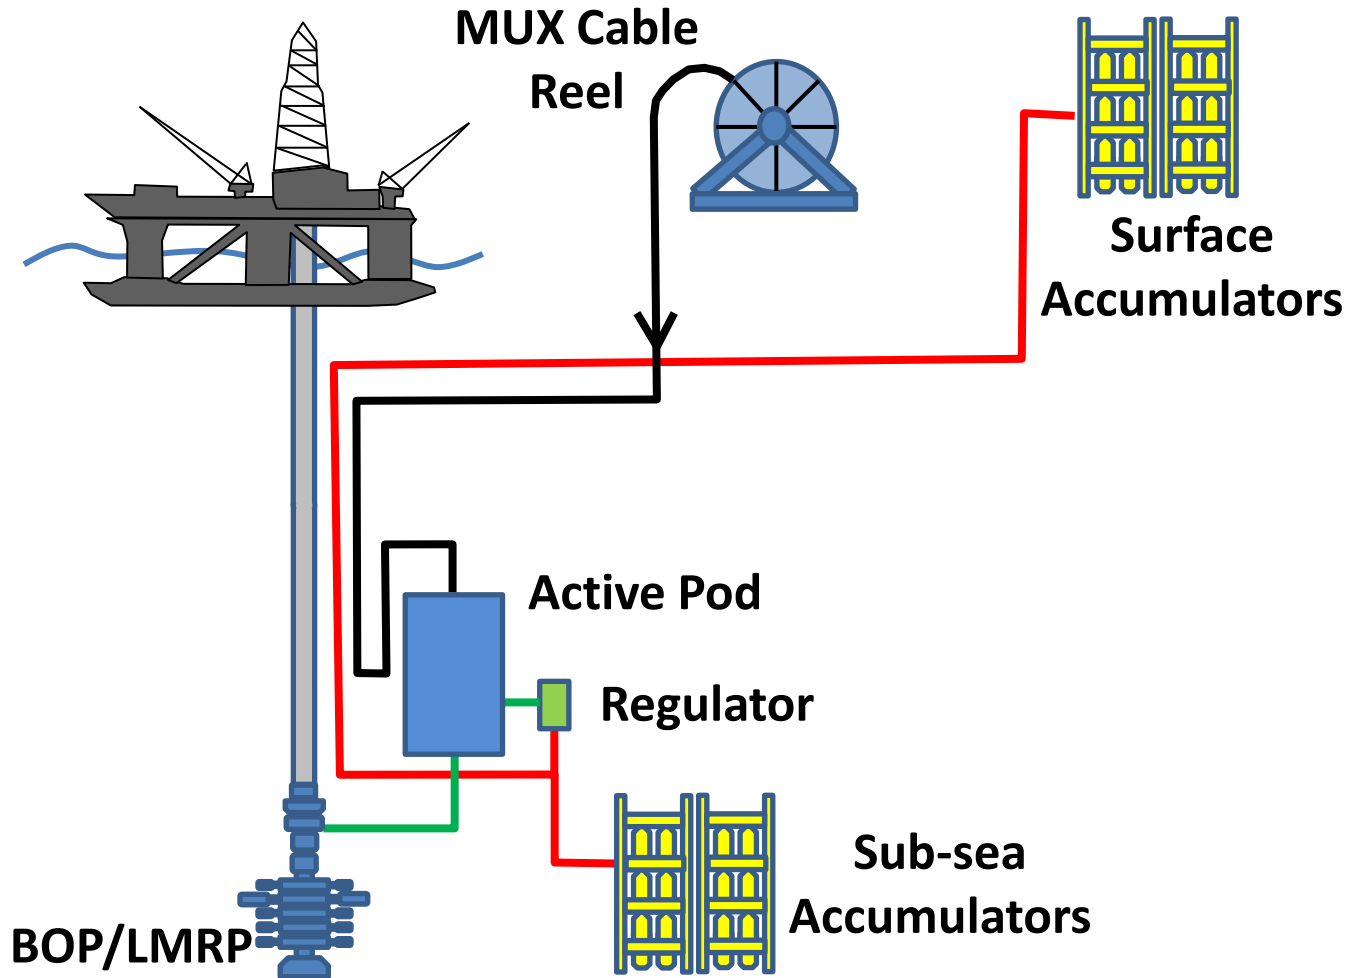 MUX Cable
Reel
Surface
Accumulators
Active Pod
Regulator
Sub-sea
Accumulators
BOP/LMRP